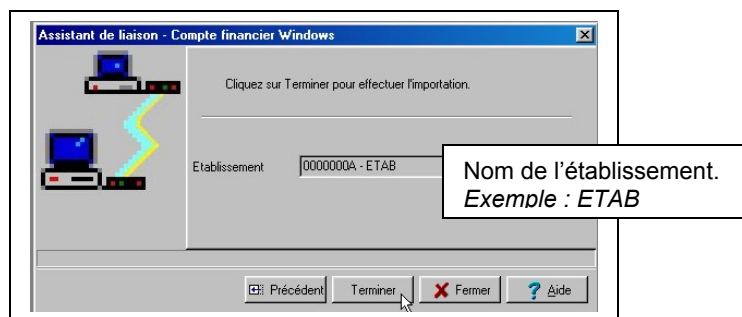 Assistant de liaison - Compte financier Windows
Cliquez sur Terminer pour effectuer l'importation.
Etablissement
0000000A - ETAB
Nom de l'établissement.
Exemple : ETAB
Précédent
Terminer
Fermer
Aide